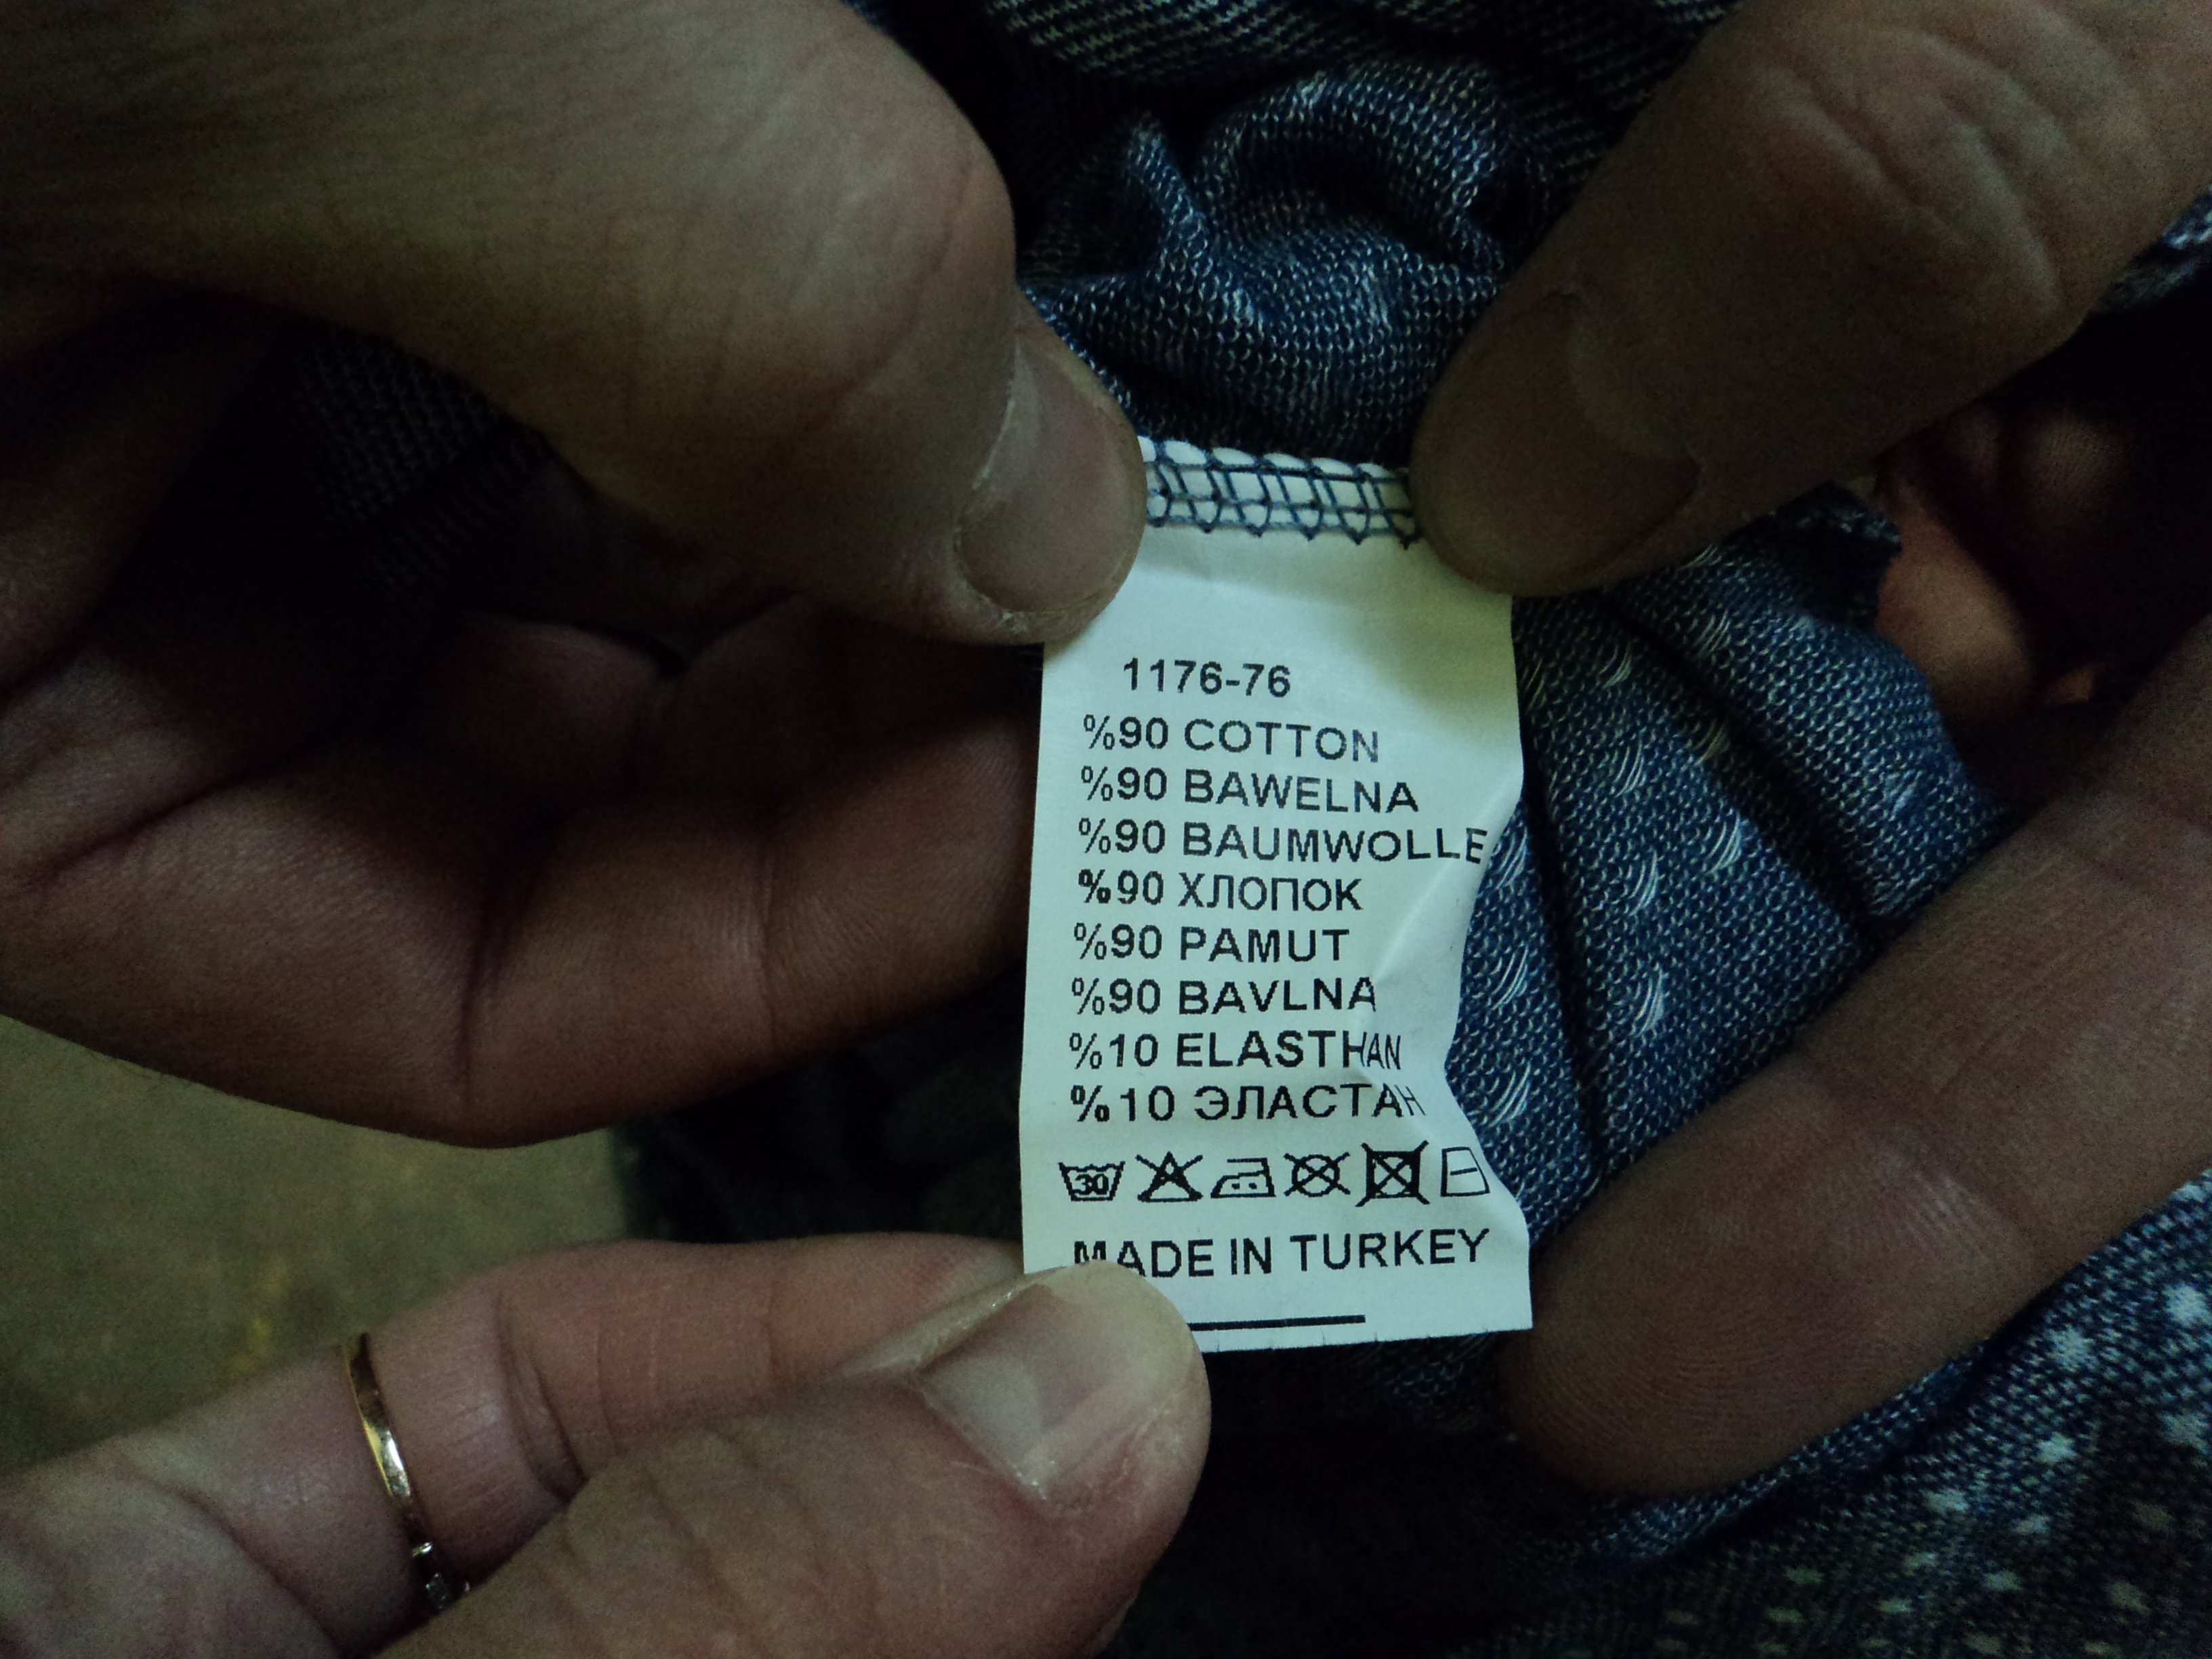 1176-76
%90 COTTON
%90 BAWELNA
%90 BAUMWOLLE
%90 ХЛОПОК
%90 PAMUT
%90 BAVLNA
%10 ELASTHAN
%10 ЭЛАСТАН
30
MADE IN TURKEY